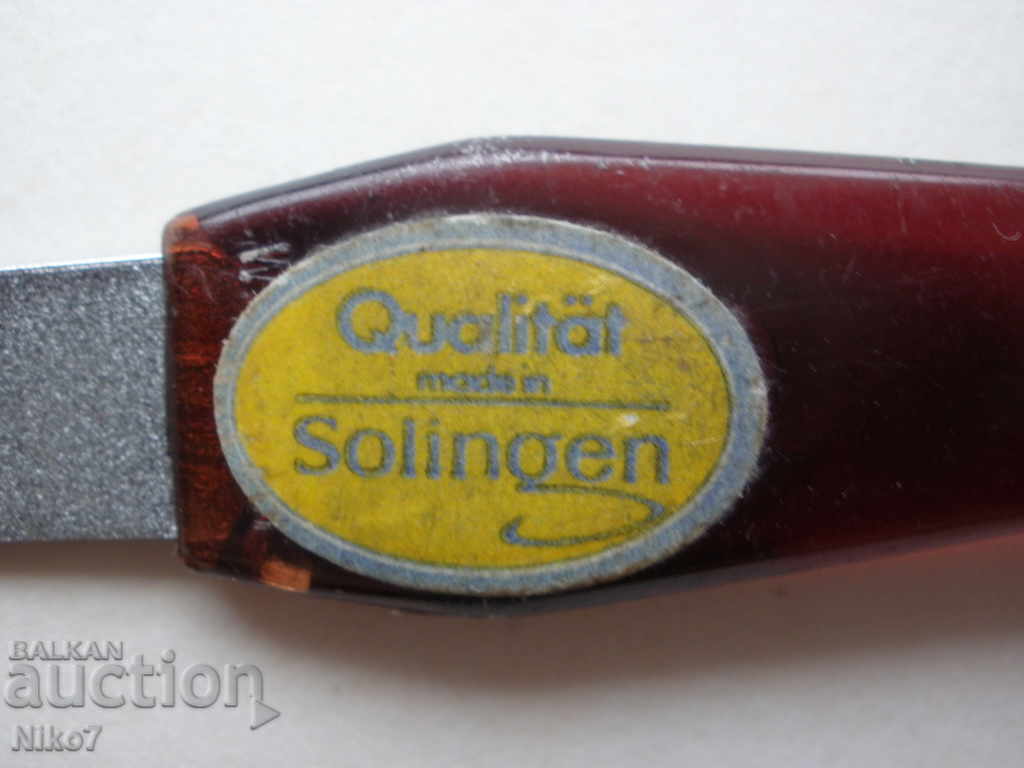 Qualität
made in
Solingen
BALKAN
auction
Niko7